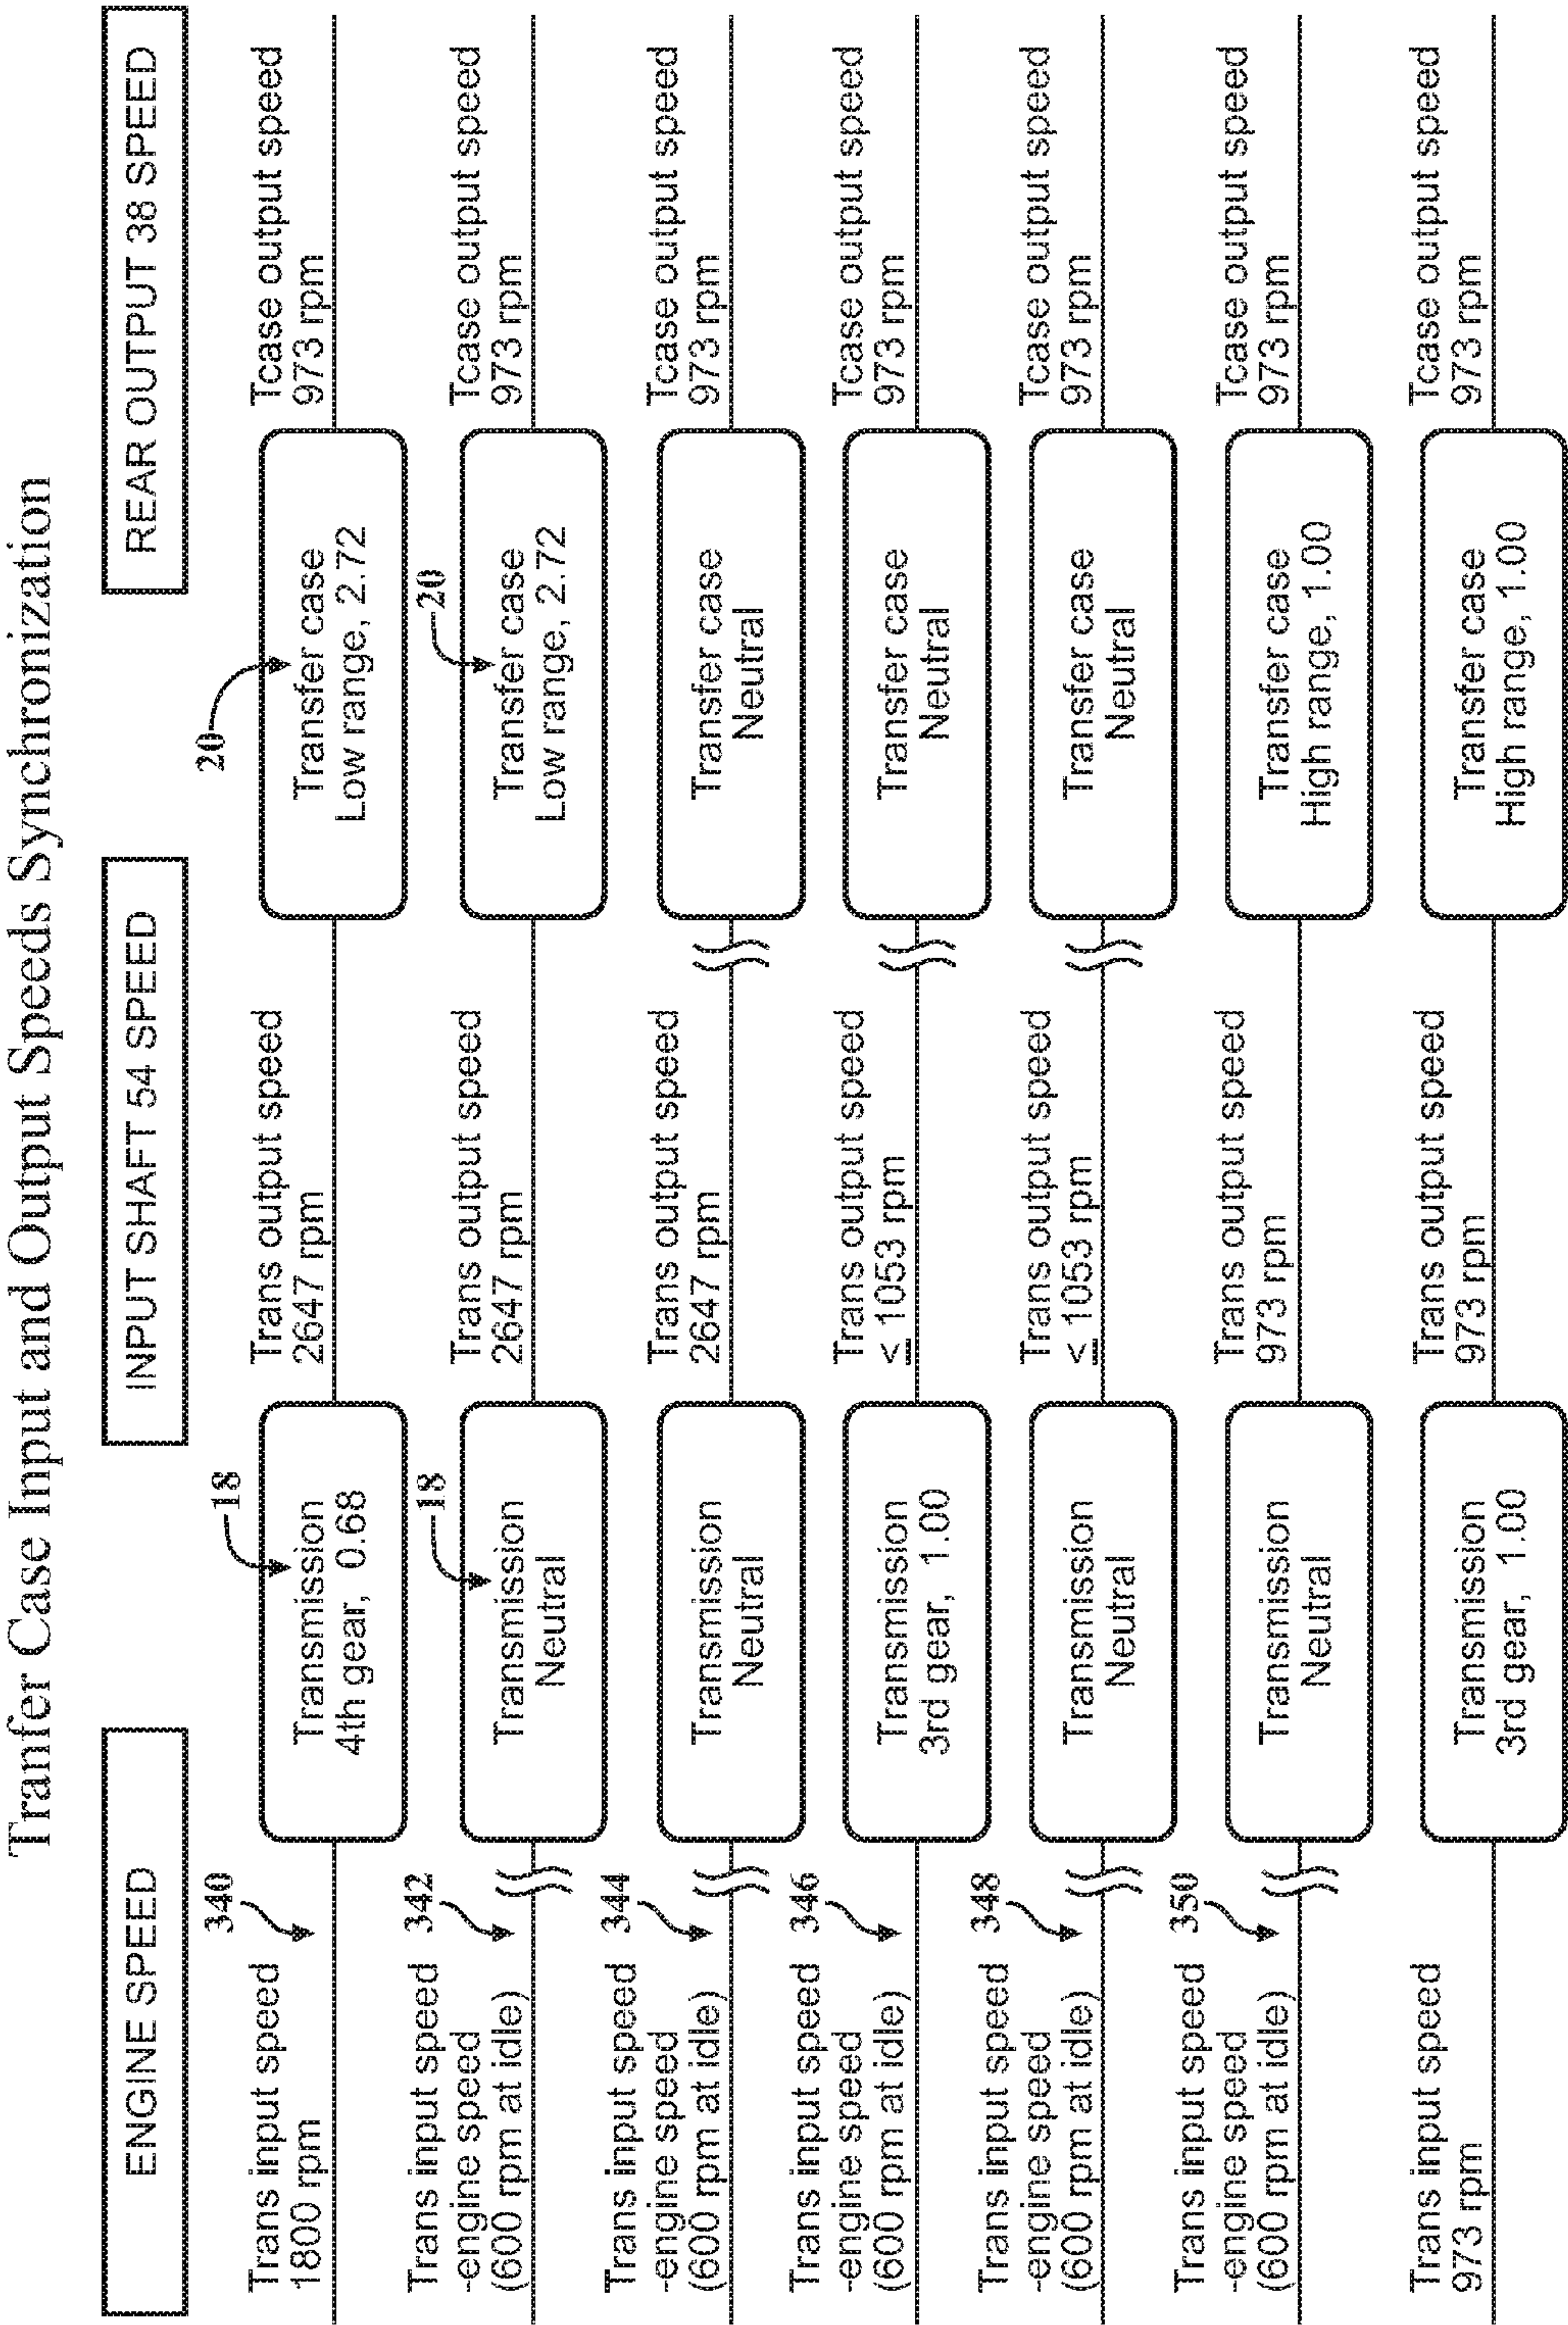 Tranfer Case Input and Output Speeds Synchronization
ENGINE SPEED
INPUT SHAFT 54 SPEED
REAR OUTPUT 38 SPEED
Trans input speed
1800 rpm
340
18
Transmission
4th gear, 0.68
Trans output speed
2647 rpm
20
Transfer case
Low range, 2.72
Tcase output speed
973 rpm
Trans input speed
-engine speed
(600 rpm at idle)
342
18
Transmission
Neutral
Trans output speed
2647 rpm
20
Transfer case
Low range, 2.72
Tcase output speed
973 rpm
Trans input speed
-engine speed
(600 rpm at idle)
344
Transmission
Neutral
Trans output speed
2647 rpm
Transfer case
Neutral
Tcase output speed
973 rpm
Trans input speed
-engine speed
(600 rpm at idle)
346
Transmission
3rd gear, 1.00
Trans output speed
≤ 1053 rpm
Transfer case
Neutral
Tcase output speed
973 rpm
Trans input speed
-engine speed
(600 rpm at idle)
348
Transmission
Neutral
Trans output speed
≤ 1053 rpm
Transfer case
Neutral
Tcase output speed
973 rpm
Trans input speed
-engine speed
(600 rpm at idle)
350
Transmission
Neutral
Trans output speed
973 rpm
Transfer case
High range, 1.00
Tcase output speed
973 rpm
Trans input speed
973 rpm
Transmission
3rd gear, 1.00
Trans output speed
973 rpm
Transfer case
High range, 1.00
Tcase output speed
973 rpm